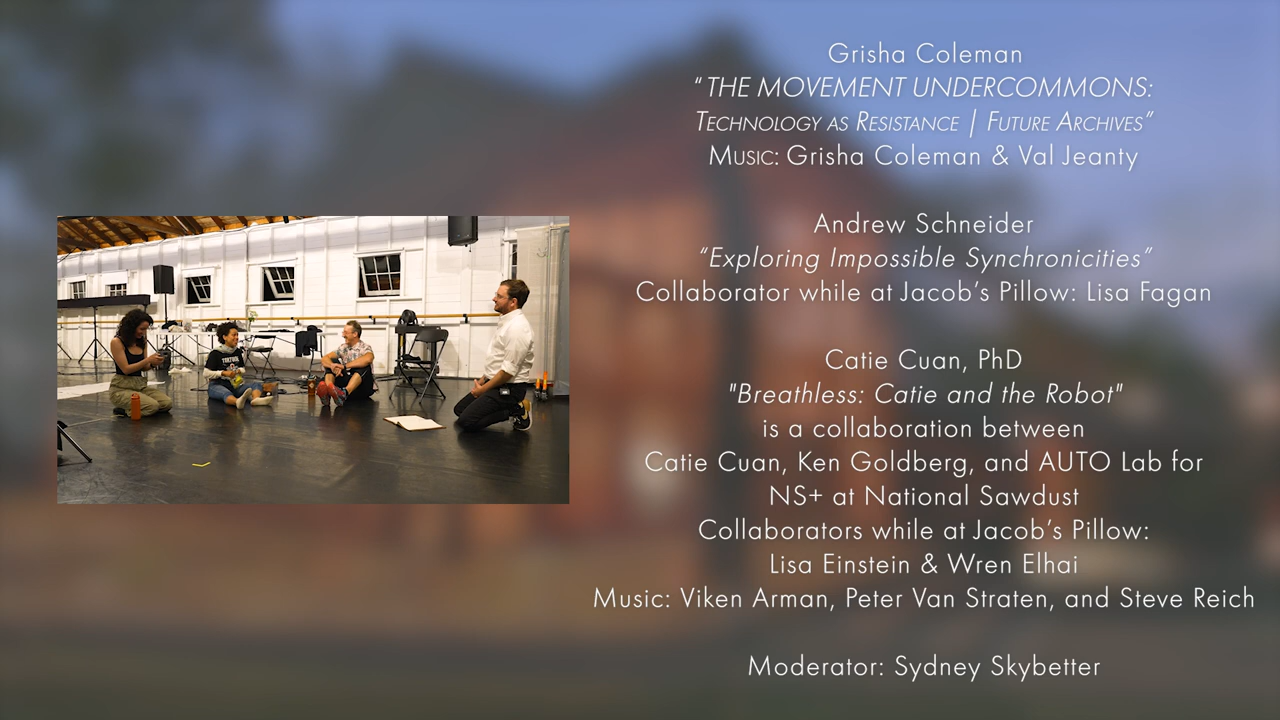 Grisha Coleman
“THE MOVEMENT UNDERCOMMONS:
TECHNOLOGY AS RESISTANCE | FUTURE ARCHIVES”
MUSIC: Grisha Coleman & Val Jeanty
Andrew Schneider
“Exploring Impossible Synchronicities”
Collaborator while at Jacob’s Pillow: Lisa Fagan
Catie Cuan, PhD
"Breathless: Catie and the Robot"
is a collaboration between
Catie Cuan, Ken Goldberg, and AUTO Lab for
NS+ at National Sawdust
Collaborators while at Jacob’s Pillow:
Lisa Einstein & Wren Elhai
Music: Viken Arman, Peter Van Straten, and Steve Reich
Moderator: Sydney Skybetter